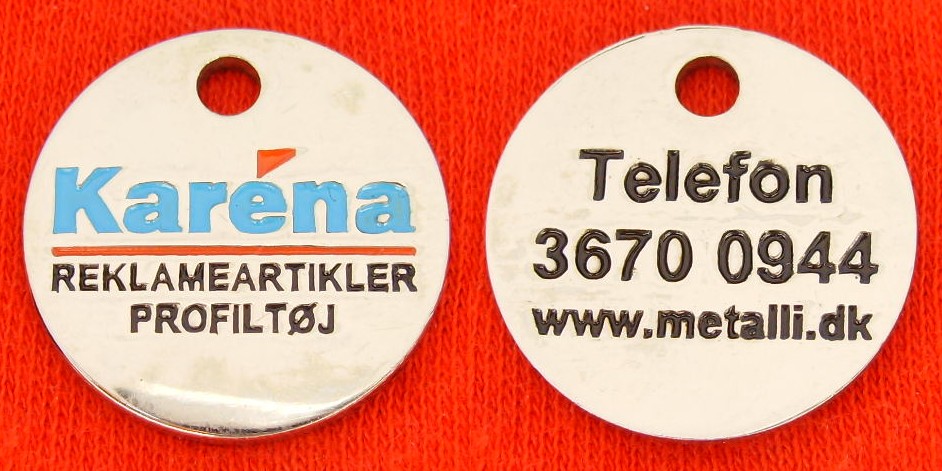 Karéna
REKLAMEARTIKLER
PROFILTØJ
Telefon
3670 0944
www.metalli.dk